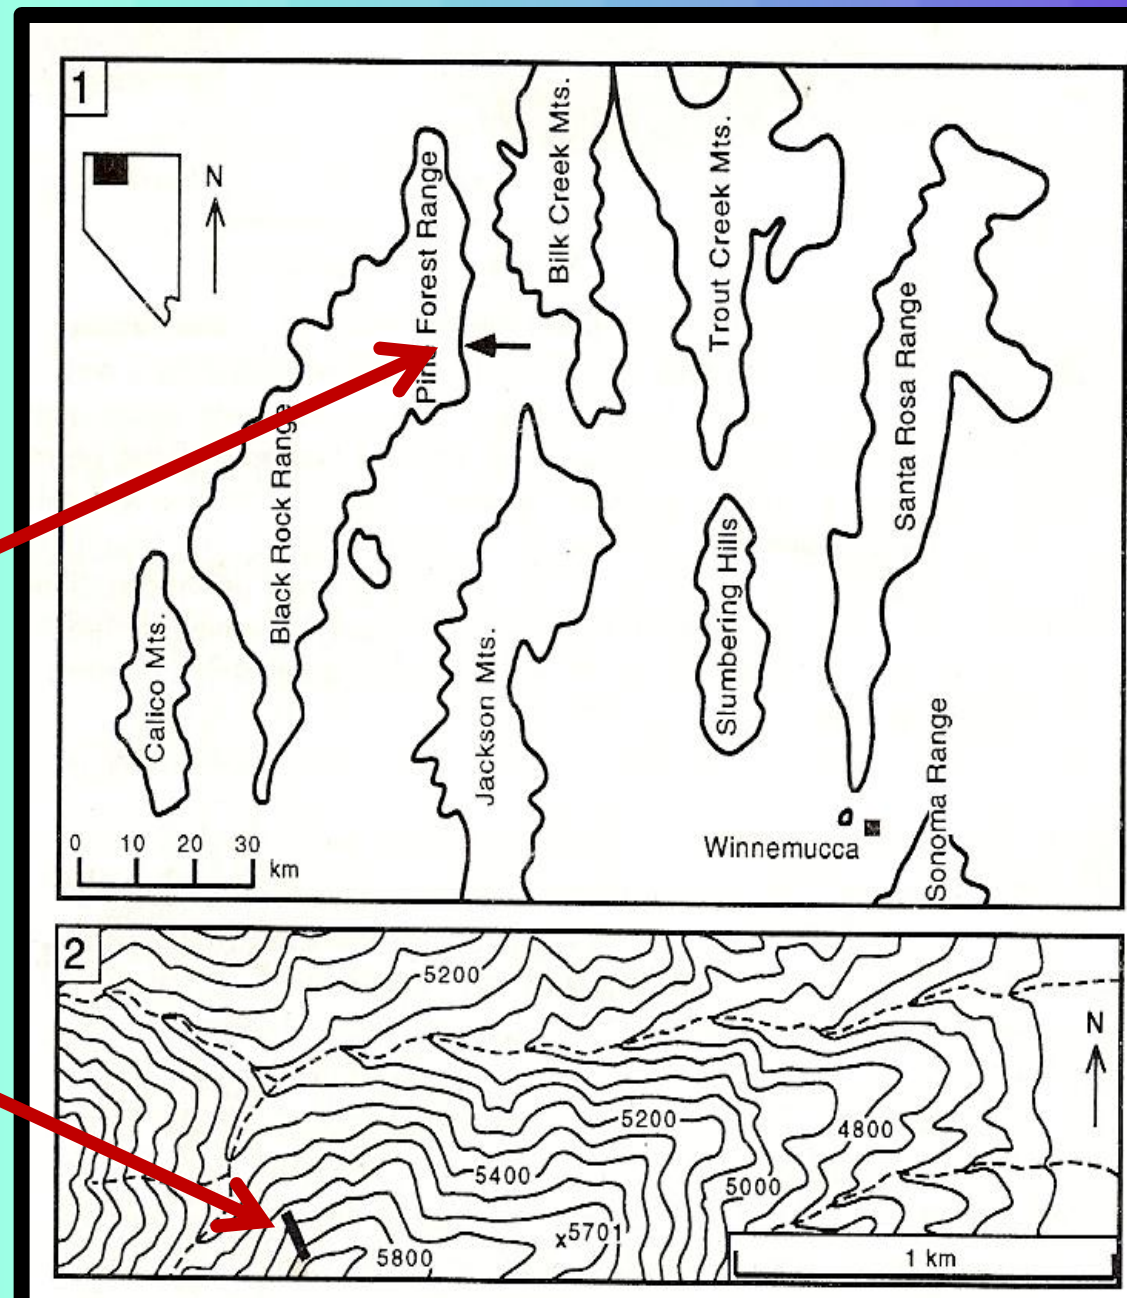 1
N
Pine Forest Range
Bilk Creek Mts.
Trout Creek Mts.
Santa Rosa Range
Black Rock Range
Calico Mts.
Jackson Mts.
Slumbering Hills
Sonoma Range
Winnemucca
0 10 20 30
km
2
5200
N
5200
4800
5400
5000
5800
x5701
1 km